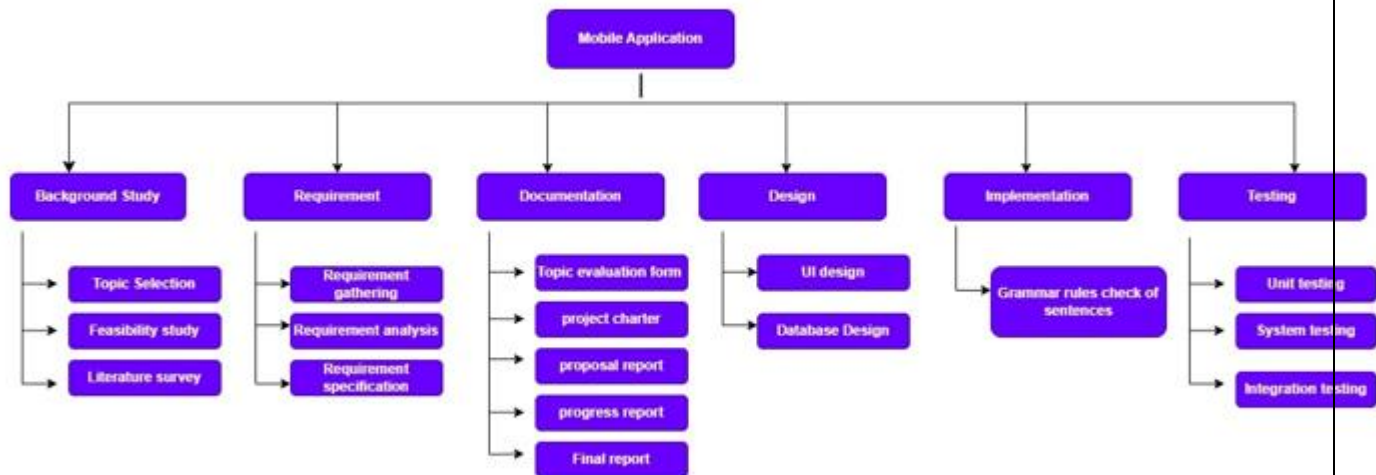 Mobile Application
Background Study
Requirement
Documentation
Design
Implementation
Testing
Topic Selection
Feasibility study
Literature survey
Requirement
gathering
Requirement analysis
Requirement
specification
Topic evaluation form
project charter
proposal report
progress report
Final report
UI design
Database Design
Grammar rules check of
sentences
Unit testing
System testing
Integration testing